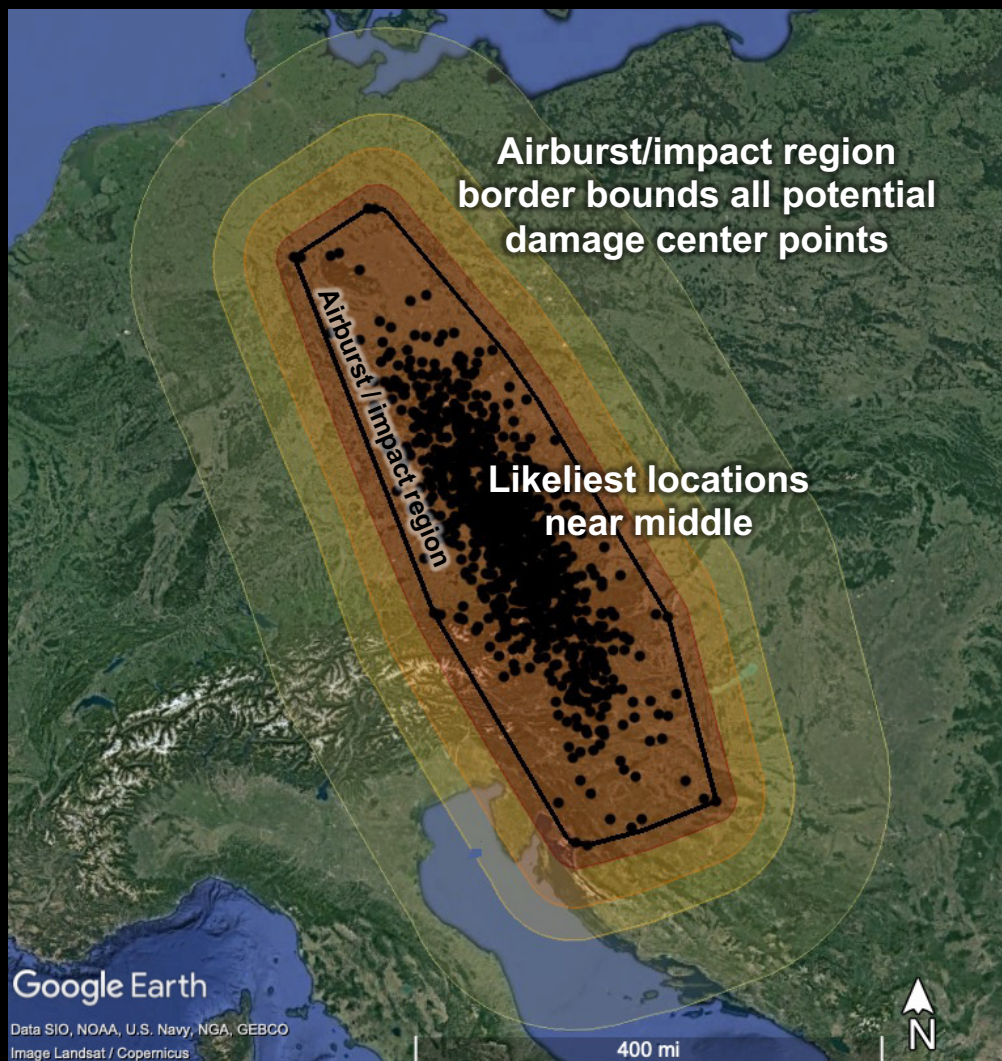 Airburst/impact region
border bounds all potential
damage center points
Airburst / impact region
Likeliest locations
near middle
Google Earth
Data SIO, NOAA, U.S. Navy, NGA, GEBCO
Image Landsat / Copernicus
400 mi
N